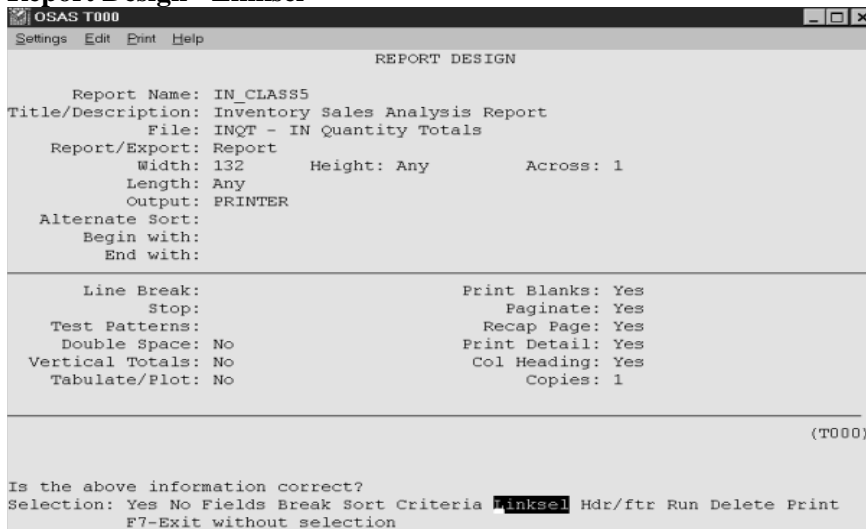 Report Design - Linksel
OSAS T000
Settings Edit Print Help
REPORT DESIGN
Report Name: IN_CLASS5
Title/Description: Inventory Sales Analysis Report
File: INQT - IN Quantity Totals
Report/Export: Report
Width: 132 Height: Any Across: 1
Length: Any
Output: PRINTER
Alternate Sort:
Begin with:
End with:
Line Break: Print Blanks: Yes
Stop: Paginate: Yes
Test Patterns: Recap Page: Yes
Double Space: No Print Detail: Yes
Vertical Totals: No Col Heading: Yes
Tabulate/Plot: No Copies: 1
(T000)
Is the above information correct?
Selection: Yes No Fields Break Sort Criteria Linksel Hdr/ftr Run Delete Print
F7-Exit without selection